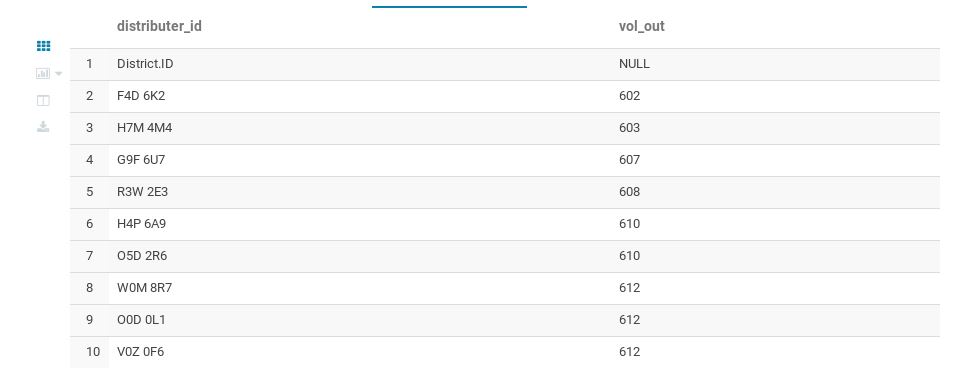 distributer_id vol_out
1 District.ID NULL
2 F4D 6K2 602
3 H7M 4M4 603
4 G9F 6U7 607
5 R3W 2E3 608
6 H4P 6A9 610
7 O5D 2R6 610
8 W0M 8R7 612
9 O0D 0L1 612
10 V0Z 0F6 612